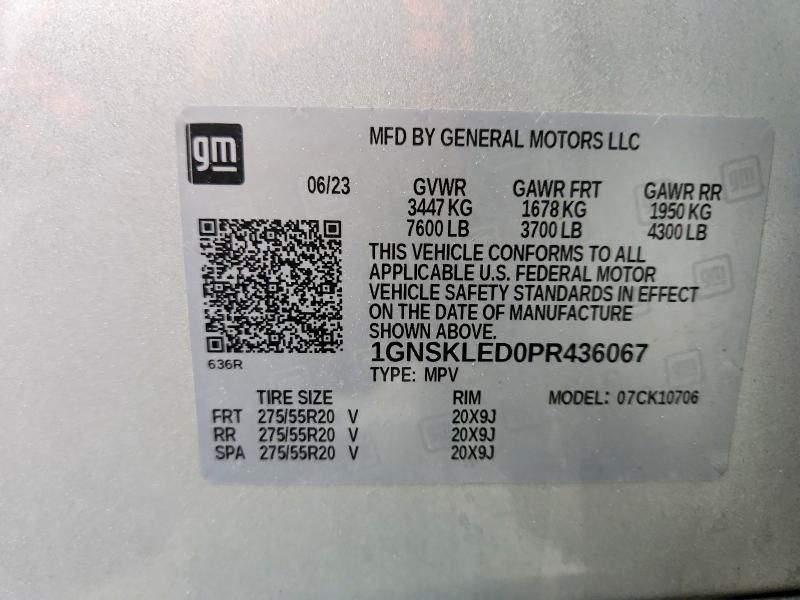 gm
MFD BY GENERAL MOTORS LLC
06/23 GVWR GAWR FRT GAWR RR
3447 KG 1678 KG 1950 KG
7600 LB 3700 LB 4300 LB
THIS VEHICLE CONFORMS TO ALL
APPLICABLE U.S. FEDERAL MOTOR
VEHICLE SAFETY STANDARDS IN EFFECT
ON THE DATE OF MANUFACTURE
SHOWN ABOVE.
1GNSKLED0PR436067
636R
TYPE: MPV
TIRE SIZE RIM MODEL: 07CK10706
FRT 275/55R20 V 20X9J
RR 275/55R20 V 20X9J
SPA 275/55R20 V 20X9J